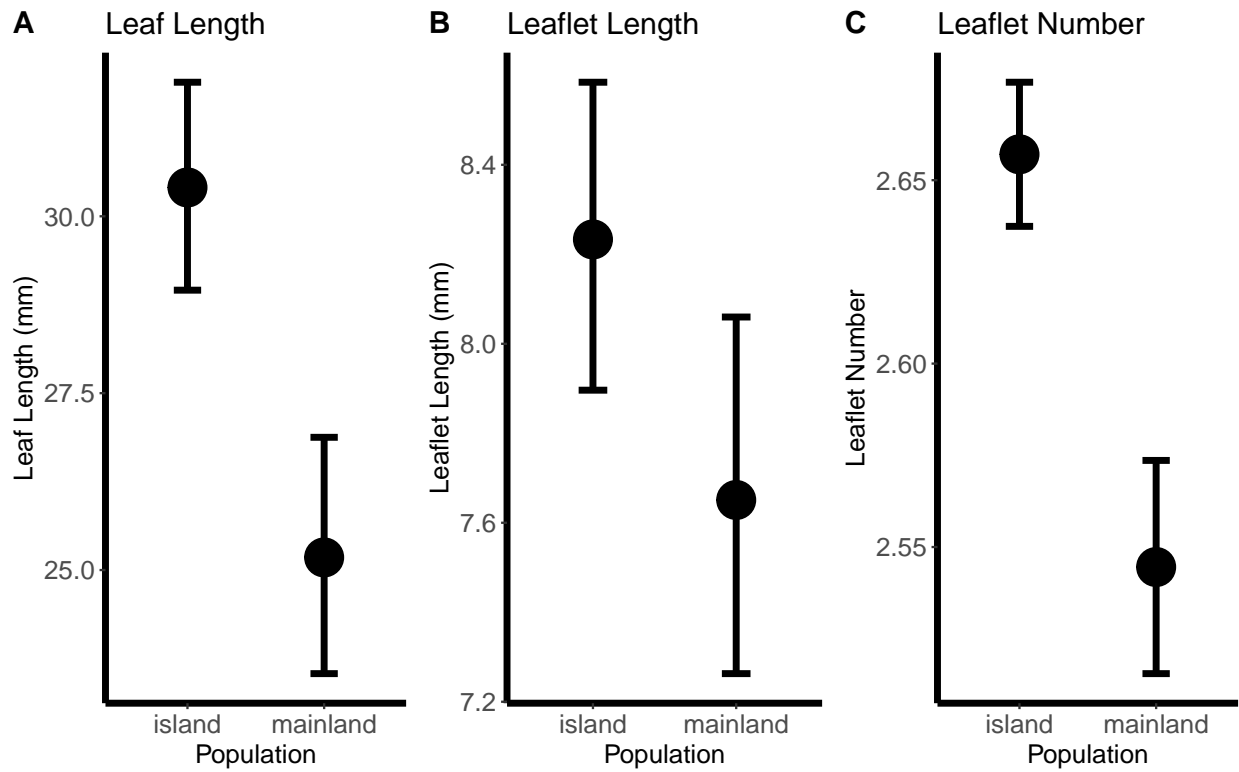 A Leaf Length
Leaf Length (mm)
30.0
27.5
25.0
island mainland
Population
B Leaflet Length
Leaflet Length (mm)
8.4
8.0
7.6
7.2
island mainland
Population
C Leaflet Number
Leaflet Number
2.65
2.60
2.55
island mainland
Population